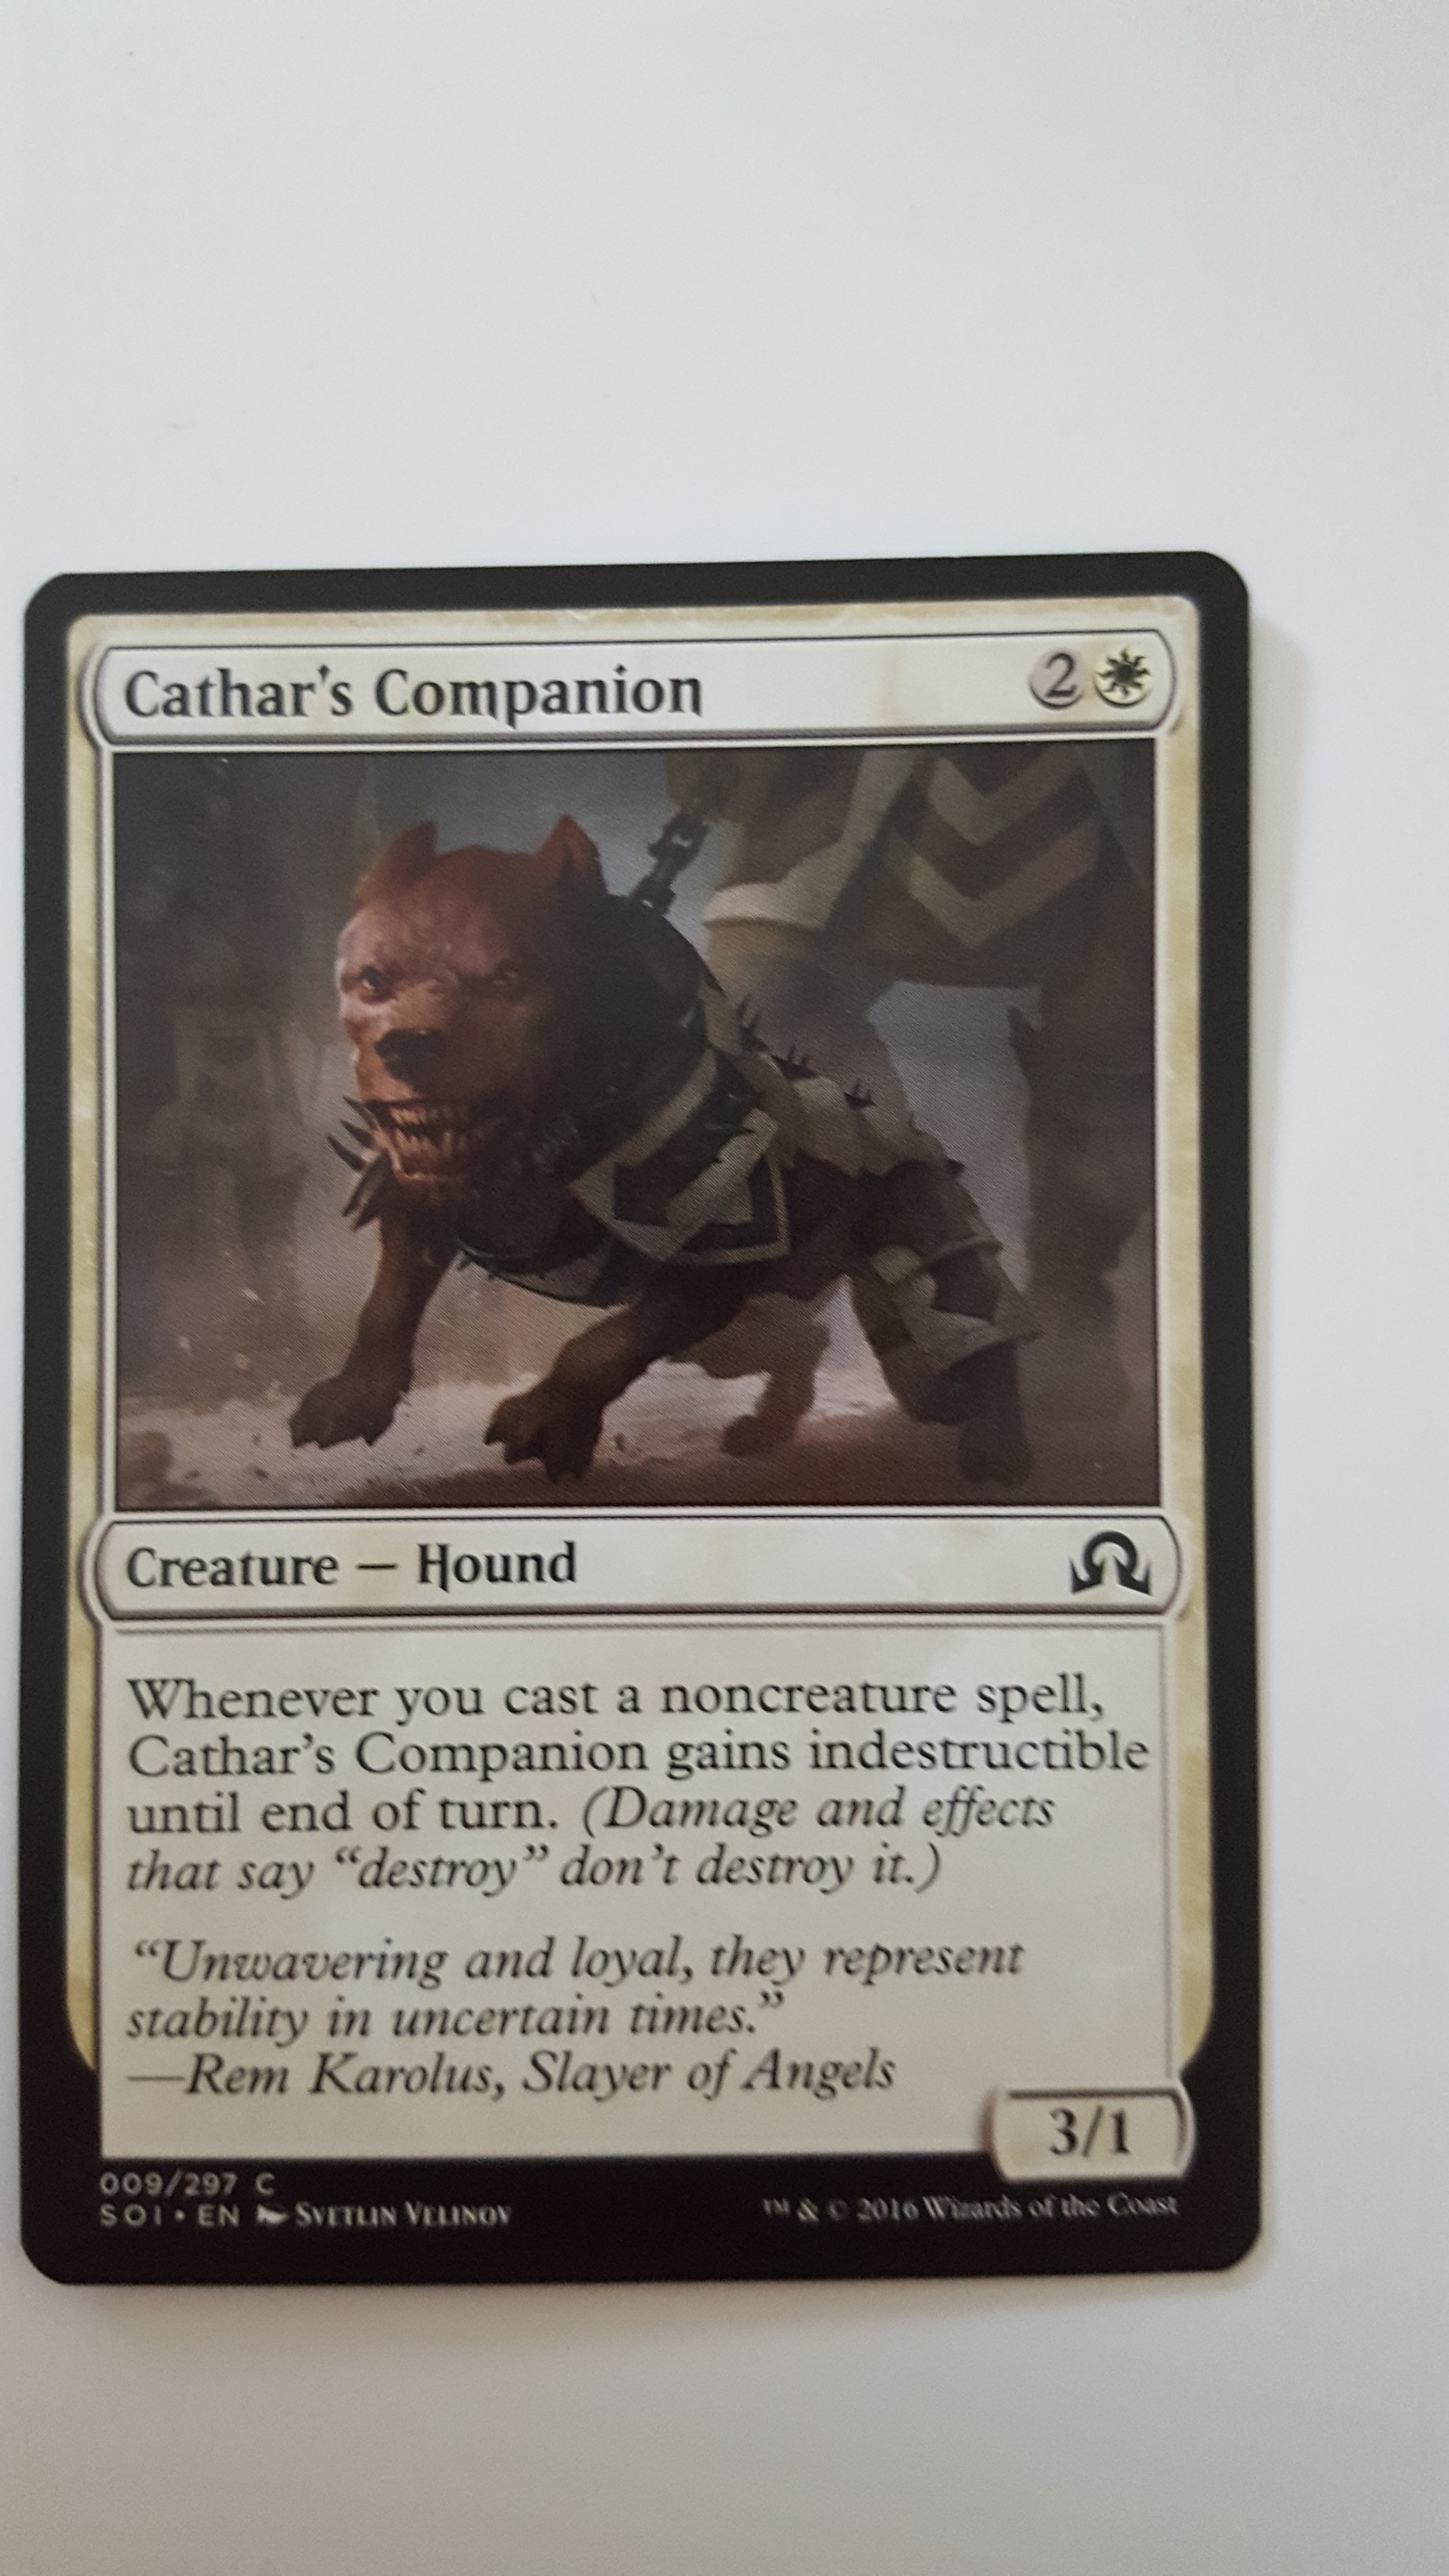 Cathar's Companion 2
Creature — Hound
Whenever you cast a noncreature spell,
Cathar's Companion gains indestructible
until end of turn. (Damage and effects
that say “destroy” don't destroy it.)
“Unwavering and loyal, they represent
stability in uncertain times.”
—Rem Karolus, Slayer of Angels
3/1
009/297 C
SOI • EN Svetlin Velinov
™ & © 2016 Wizards of the Coast